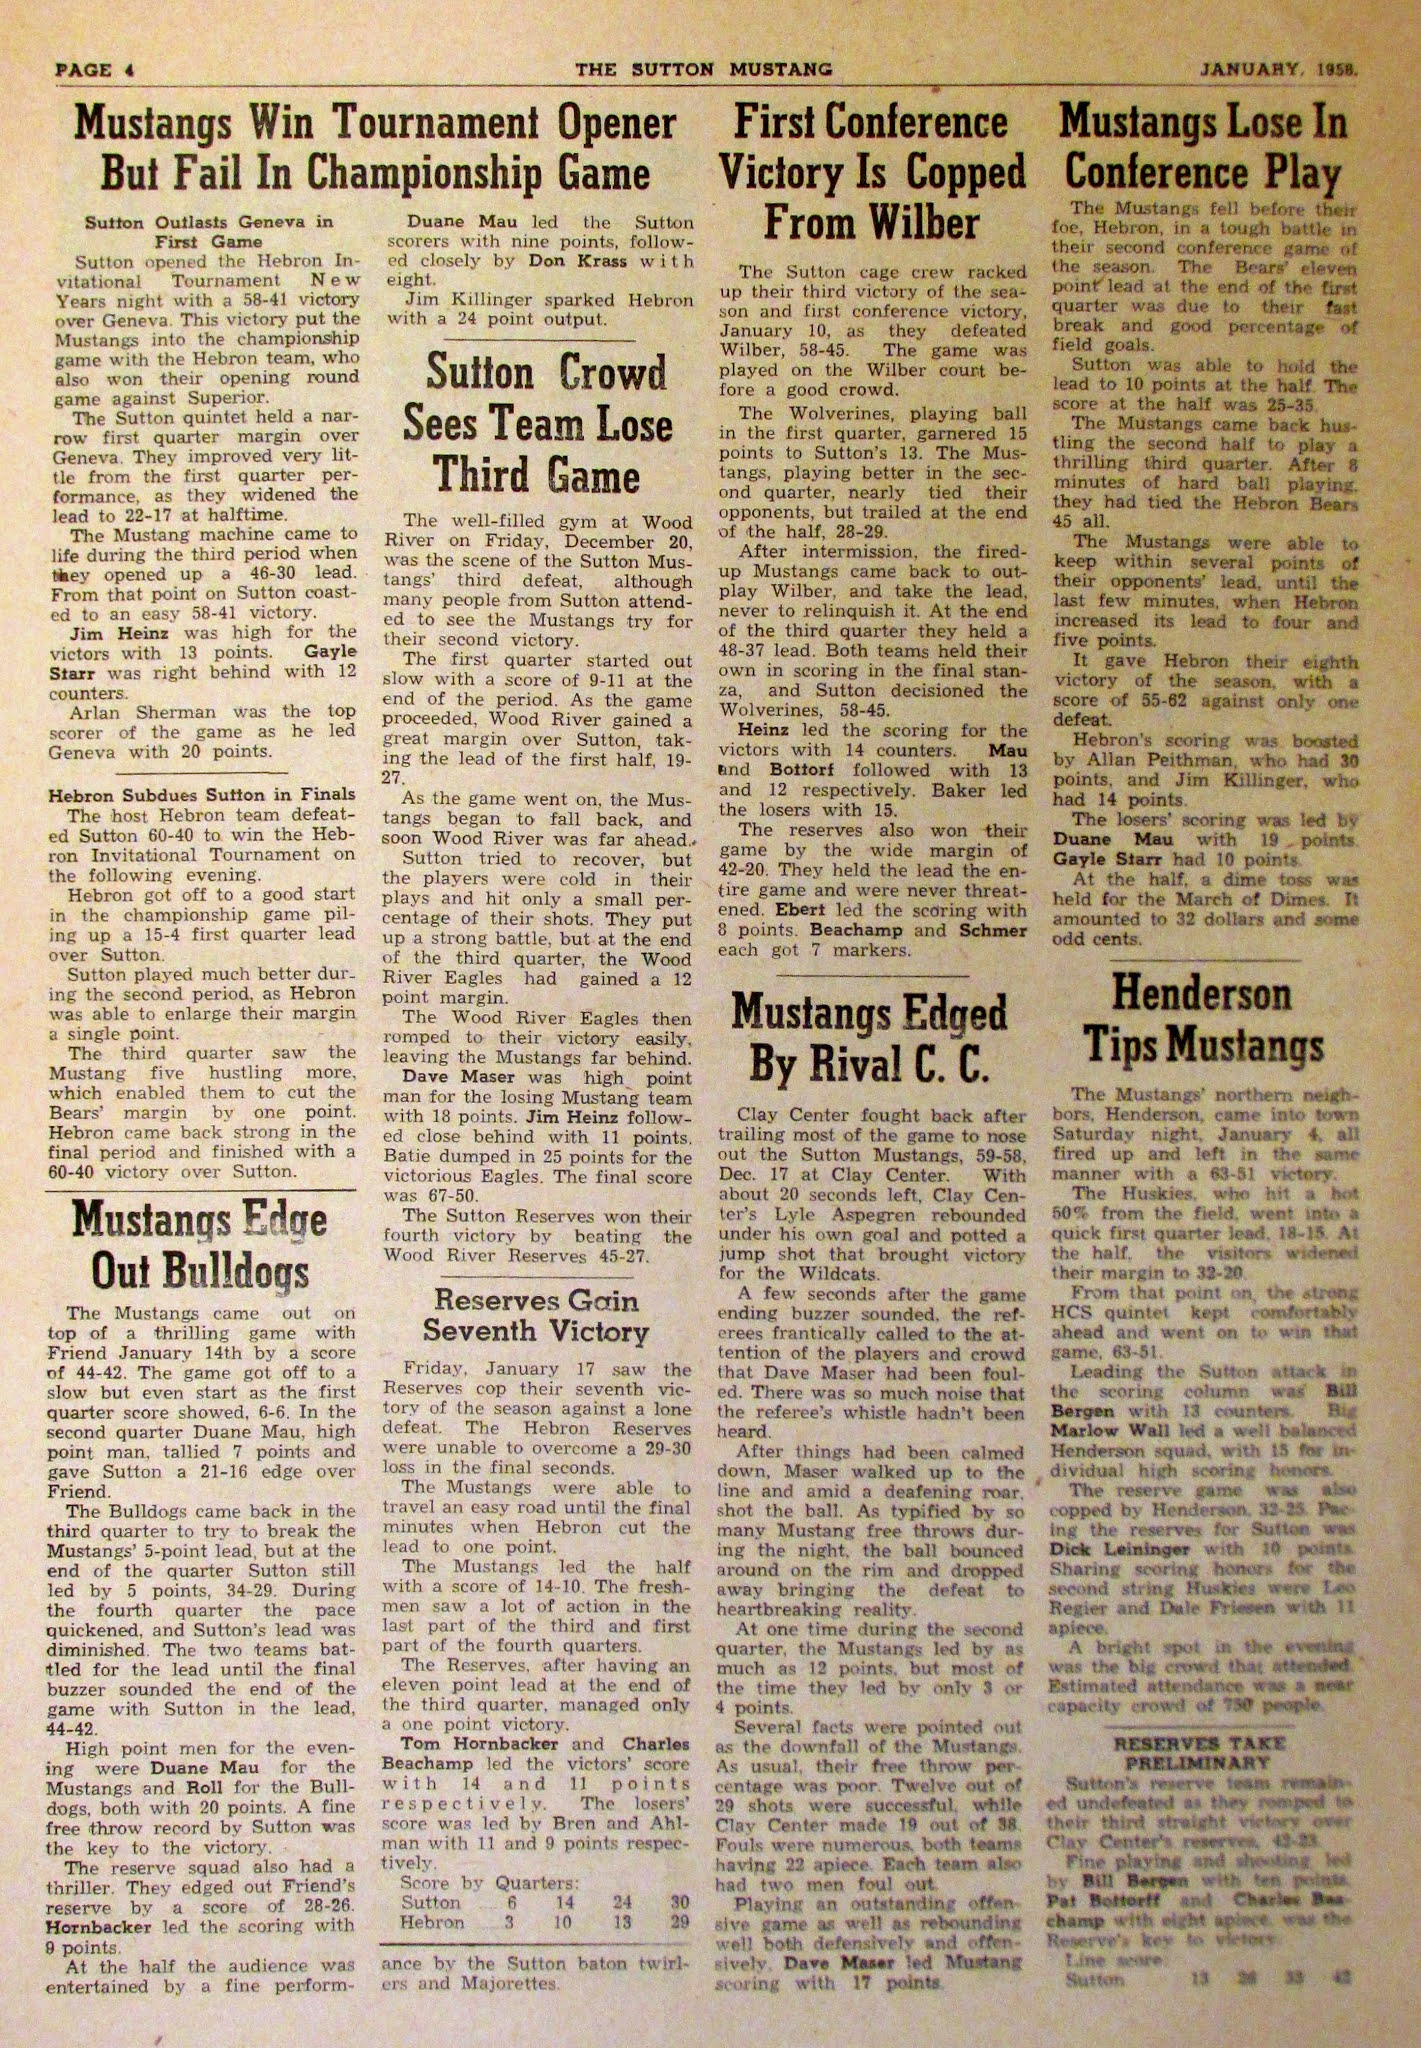 PAGE 4
THE SUTTON MUSTANG
JANUARY, 1958.
Mustangs Win Tournament Opener
But Fail In Championship Game
Sutton Outlasts Geneva in
First Game
Sutton opened the Hebron In-
vitational Tournament New
Years night with a 58-41 victory
over Geneva. This victory put the
Mustangs into the championship
game with the Hebron team, who
also won their opening round
game against Superior.
The Sutton quintet held a nar-
row first quarter margin over
Geneva. They improved very lit-
tle from the first quarter per-
formance, as they widened the
lead to 22-17 at halftime.
The Mustang machine came to
life during the third period when
they opened up a 46-30 lead.
From that point on Sutton coast-
ed to an easy 58-41 victory.
Jim Heinz was high for the
victors with 13 points. Gayle
Starr was right behind with 12
counters.
Arlan Sherman was the top
scorer of the game as he led
Geneva with 20 points.
Hebron Subdues Sutton in Finals
The host Hebron team defeat-
ed Sutton 60-40 to win the Heb-
ron Invitational Tournament on
the following evening.
Hebron got off to a good start
in the championship game pil-
ing up a 15-4 first quarter lead
over Sutton.
Sutton played much better dur-
ing the second period, as Hebron
was able to enlarge their margin
a single point.
The third quarter saw the
Mustang five hustling more,
which enabled them to cut the
Bears' margin by one point.
Hebron came back strong in the
final period and finished with a
60-40 victory over Sutton.
Duane Mau led the Sutton
scorers with nine points, follow-
ed closely by Don Krass with
eight.
Jim Killinger sparked Hebron
with a 24 point output.
Mustangs Edge
Out Bulldogs
The Mustangs came out on
top of a thrilling game with
Friend January 14th by a score
of 44-42. The game got off to a
slow but even start as the first
quarter score showed, 6-6. In the
second quarter Duane Mau, high
point man, tallied 7 points and
gave Sutton a 21-16 edge over
Friend.
The Bulldogs came back in the
third quarter to try to break the
Mustangs' 5-point lead, but at the
end of the quarter Sutton still
led by 5 points, 34-29. During
the fourth quarter the pace
quickened, and Sutton's lead was
diminished. The two teams bat-
tled for the lead until the final
buzzer sounded the end of the
game with Sutton in the lead,
44-42.
High point men for the even-
ing were Duane Mau for the
Mustangs and Roll for the Bull-
dogs, both with 20 points. A fine
free throw record by Sutton was
the key to the victory.
The reserve squad also had a
thriller. They edged out Friend's
reserve by a score of 28-26.
Hornbacker led the scoring with
9 points.
At the half the audience was
entertained by a fine perform-
ance by the Sutton baton twirl-
ers and Majorettes.
Sutton Crowd
Sees Team Lose
Third Game
The well-filled gym at Wood
River on Friday, December 20,
was the scene of the Sutton Mus-
tangs' third defeat, although
many people from Sutton attend-
ed to see the Mustangs try for
their second victory.
The first quarter started out
slow with a score of 9-11 at the
end of the period. As the game
proceeded, Wood River gained a
great margin over Sutton, tak-
ing the lead of the first half, 19-
27.
As the game went on, the Mus-
tangs began to fall back, and
soon Wood River was far ahead.
Sutton tried to recover, but
the players were cold in their
plays and hit only a small per-
centage of their shots. They put
up a strong battle, but at the end
of the third quarter, the Wood
River Eagles had gained a 12
point margin.
The Wood River Eagles then
romped to their victory easily,
leaving the Mustangs far behind.
Dave Maser was high point
man for the losing Mustang team
with 18 points. Jim Heinz follow-
ed close behind with 11 points.
Batie dumped in 25 points for the
victorious Eagles. The final score
was 67-50.
The Sutton Reserves won their
fourth victory by beating the
Wood River Reserves 45-27.
Reserves Gain
Seventh Victory
Friday, January 17 saw the
Reserves cop their seventh vic-
tory of the season against a lone
defeat. The Hebron Reserves
were unable to overcome a 29-30
loss in the final seconds.
The Mustangs were able to
travel an easy road until the final
minutes when Hebron cut the
lead to one point.
The Mustangs led the half
with a score of 14-10. The fresh-
men saw a lot of action in the
last part of the third and first
part of the fourth quarters.
The Reserves, after having an
eleven point lead at the end of
the third quarter, managed only
a one point victory.
Tom Hornbacker and Charles
Beachamp led the victors' score
with 14 and 11 points
respectively. The losers'
score was led by Bren and Ahl-
man with 11 and 9 points respec-
tively.
Score by Quarters:
Sutton 6 14 24 30
Hebron 3 10 13 29
First Conference
Victory Is Copped
From Wilber
The Sutton cage crew racked
up their third victory of the sea-
son and first conference victory,
January 10, as they defeated
Wilber, 58-45. The game was
played on the Wilber court be-
fore a good crowd.
The Wolverines, playing ball
in the first quarter, garnered 15
points to Sutton's 13. The Mus-
tangs, playing better in the sec-
ond quarter, nearly tied their
opponents, but trailed at the end
of the half, 28-29.
After intermission, the fired-
up Mustangs came back to out-
play Wilber, and take the lead,
never to relinquish it. At the end
of the third quarter they held a
48-37 lead. Both teams held their
own in scoring in the final stan-
za, and Sutton decisioned the
Wolverines, 58-45.
Heinz led the scoring for the
victors with 14 counters. Mau
and Bottorf followed with 13
and 12 respectively. Baker led
the losers with 15.
The reserves also won their
game by the wide margin of
42-20. They held the lead the en-
tire game and were never threat-
ened. Ebert led the scoring with
8 points. Beachamp and Schmer
each got 7 markers.
Mustangs Edged
By Rival C. C.
Clay Center fought back after
trailing most of the game to nose
out the Sutton Mustangs, 59-58,
Dec. 17 at Clay Center. With
about 20 seconds left, Clay Cen-
ter's Lyle Aspegren rebounded
under his own goal and potted a
jump shot that brought victory
for the Wildcats.
A few seconds after the game
ending buzzer sounded, the ref-
erees frantically called to the at-
tention of the players and crowd
that Dave Maser had been foul-
ed. There was so much noise that
the referee's whistle hadn't been
heard.
After things had been calmed
down, Maser walked up to the
line and amid a deafening roar,
shot the ball. As typified by so
many Mustang free throws dur-
ing the night, the ball bounced
around on the rim and dropped
away bringing the defeat to
heartbreaking reality.
At one time during the second
quarter, the Mustangs led by as
much as 12 points, but most of
the time they led by only 3 or
4 points.
Several facts were pointed out
as the downfall of the Mustangs.
As usual, their free throw per-
centage was poor. Twelve out of
29 shots were successful, while
Clay Center made 19 out of 38.
Fouls were numerous, both teams
having 22 apiece. Each team also
had two men foul out.
Playing an outstanding offen-
sive game as well as rebounding
well both defensively and offen-
sively, Dave Maser led Mustang
scoring with 17 points.
Mustangs Lose In
Conference Play
The Mustangs fell before their
foe, Hebron, in a tough battle in
their second conference game of
the season. The Bears' eleven
point lead at the end of the first
quarter was due to their fast
break and good percentage of
field goals.
Sutton was able to hold the
lead to 10 points at the half. The
score at the half was 25-35.
The Mustangs came back hus-
tling the second half to play a
thrilling third quarter. After 8
minutes of hard ball playing,
they had tied the Hebron Bears
45 all.
The Mustangs were able to
keep within several points of
their opponents' lead, until the
last few minutes, when Hebron
increased its lead to four and
five points.
It gave Hebron their eighth
victory of the season, with a
score of 55-62 against only one
defeat.
Hebron's scoring was boosted
by Allan Peithman, who had 30
points, and Jim Killinger, who
had 14 points.
The losers' scoring was led by
Duane Mau with 19 points.
Gayle Starr had 10 points.
At the half, a dime toss was
held for the March of Dimes. It
amounted to 32 dollars and some
odd cents.
Henderson
Tips Mustangs
The Mustangs' northern neigh-
bors, Henderson, came into town
Saturday night, January 4, all
fired up and left in the same
manner with a 63-51 victory.
The Huskies, who hit a hot
50% from the field, went into a
quick first quarter lead, 18-15. At
the half, the visitors widened
their margin to 32-20.
From that point on, the strong
HCS quintet kept comfortably
ahead and went on to win that
game, 63-51.
Leading the Sutton attack in
the scoring column was Bill
Bergen with 13 counters. Big
Marlow Wall led a well balanced
Henderson squad, with 15 for in-
dividual high scoring honors.
The reserve game was also
copped by Henderson, 32-25. Pac-
ing the reserves for Sutton was
Dick Leininger with 10 points.
Sharing scoring honors for the
second string Huskies were Leo
Regier and Dale Friesen with 11
apiece.
A bright spot in the evening
was the big crowd that attended.
Estimated attendance was a near
capacity crowd of 750 people.
RESERVES TAKE
PRELIMINARY
Sutton's reserve team remain-
ed undefeated as they romped to
their third straight victory over
Clay Center's reserves,
Fine playing and shooting led
by Bill Bergen with ten points,
Pat Bottorff and Charles Bea-
champ with eight apiece, was the
Reserve's key to victory.
Line score
Sutton 13